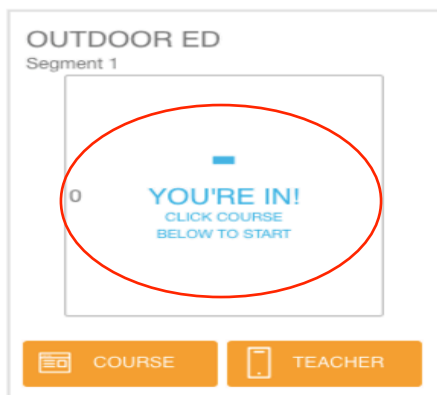 OUTDOOR ED
Segment 1
-
0
YOU'RE IN!
CLICK COURSE
BELOW TO START
COURSE
TEACHER